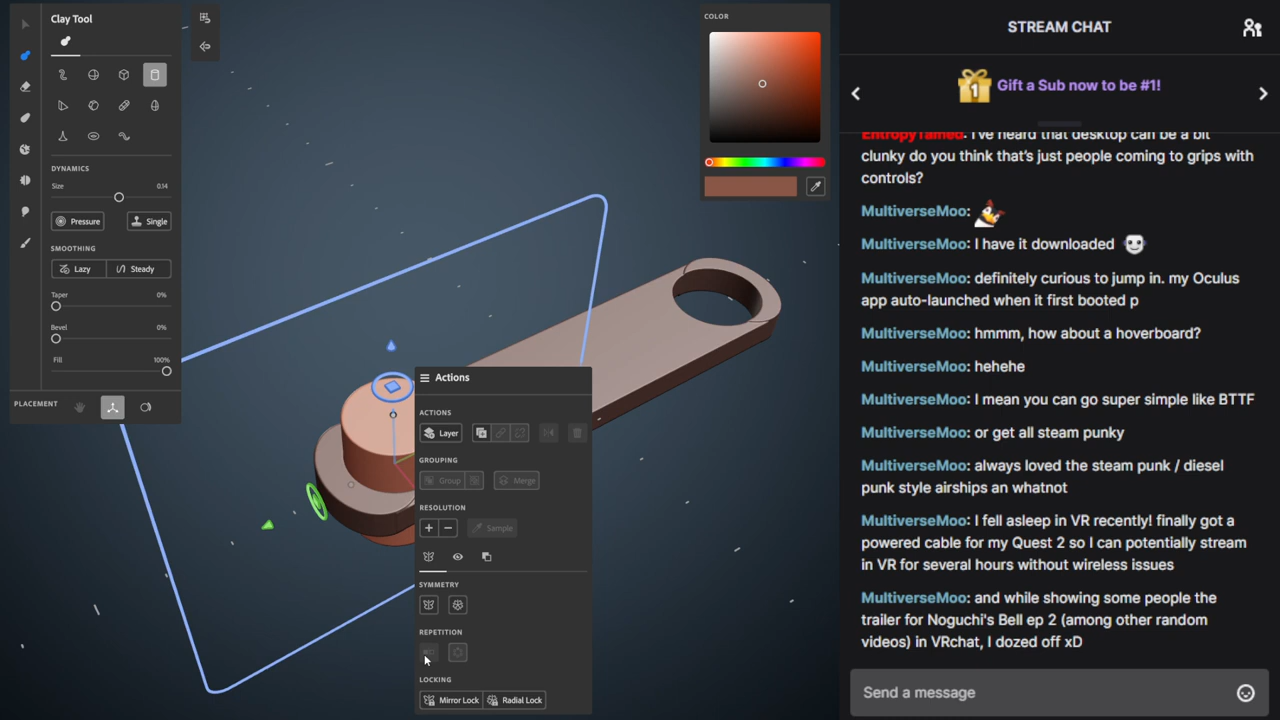 Clay Tool
DYNAMICS
Size 0.14
Pressure Single
SMOOTHING
Lazy Steady
Taper 0%
Bevel 0%
Fill 100%
PLACEMENT
Actions
ACTIONS
Layer
GROUPING
Group Merge
RESOLUTION
Sample
SYMMETRY
REPETITION
LOCKING
Mirror Lock Radial Lock
COLOR
STREAM CHAT
1 Gift a Sub now to be #1!
EntropyTamed: I've heard that desktop can be a bit
clunky do you think that's just people coming to grips with
controls?
MultiverseMoo:
MultiverseMoo: I have it downloaded
MultiverseMoo: definitely curious to jump in. my Oculus
app auto-launched when it first booted p
MultiverseMoo: hmmm, how about a hoverboard?
MultiverseMoo: hehehe
MultiverseMoo: I mean you can go super simple like BTTF
MultiverseMoo: or get all steam punky
MultiverseMoo: always loved the steam punk / diesel
punk style airships an whatnot
MultiverseMoo: I fell asleep in VR recently! finally got a
powered cable for my Quest 2 so I can potentially stream
in VR for several hours without wireless issues
MultiverseMoo: and while showing some people the
trailer for Noguchi's Bell ep 2 (among other random
videos) in VRchat, I dozed off xD
Send a message